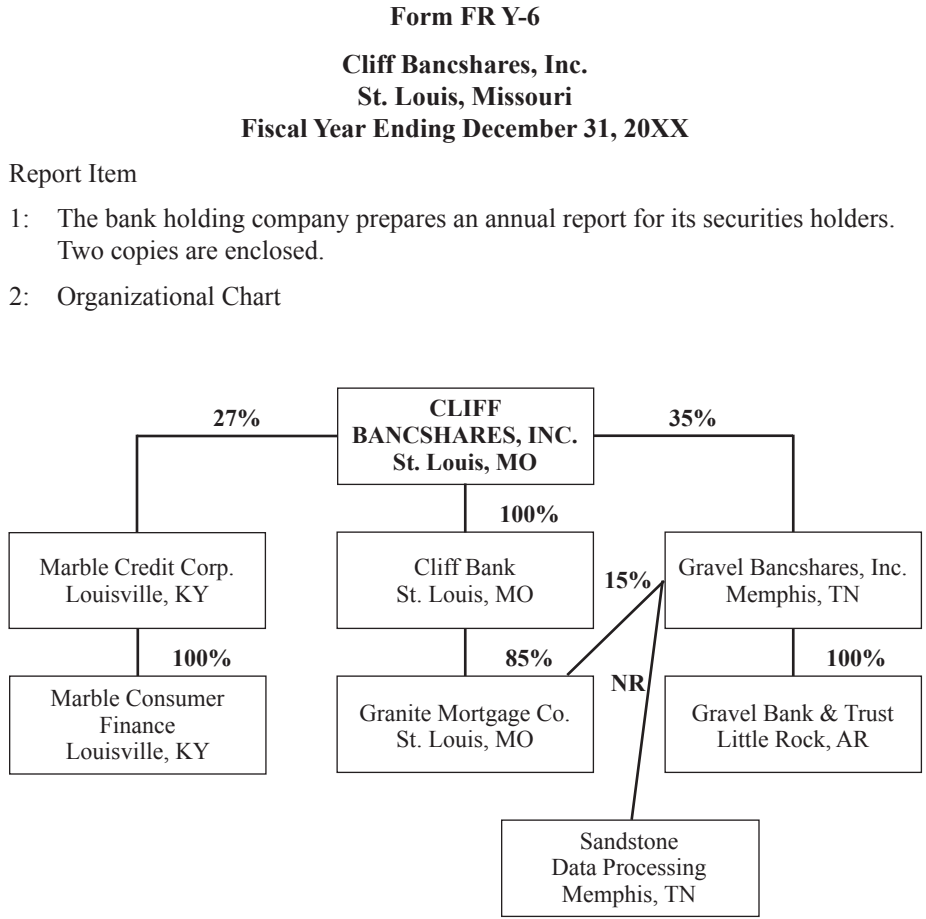 Form FR Y-6
Cliff Bancshares, Inc.
St. Louis, Missouri
Fiscal Year Ending December 31, 20XX
Report Item
1: The bank holding company prepares an annual report for its securities holders.
Two copies are enclosed.
2: Organizational Chart
27%
CLIFF
BANCSHARES, INC.
St. Louis, MO
35%
100%
Marble Credit Corp.
Louisville, KY
Cliff Bank
St. Louis, MO
15%
Gravel Bancshares, Inc.
Memphis, TN
100%
85%
100%
NR
Marble Consumer
Finance
Louisville, KY
Granite Mortgage Co.
St. Louis, MO
Gravel Bank & Trust
Little Rock, AR
Sandstone
Data Processing
Memphis, TN